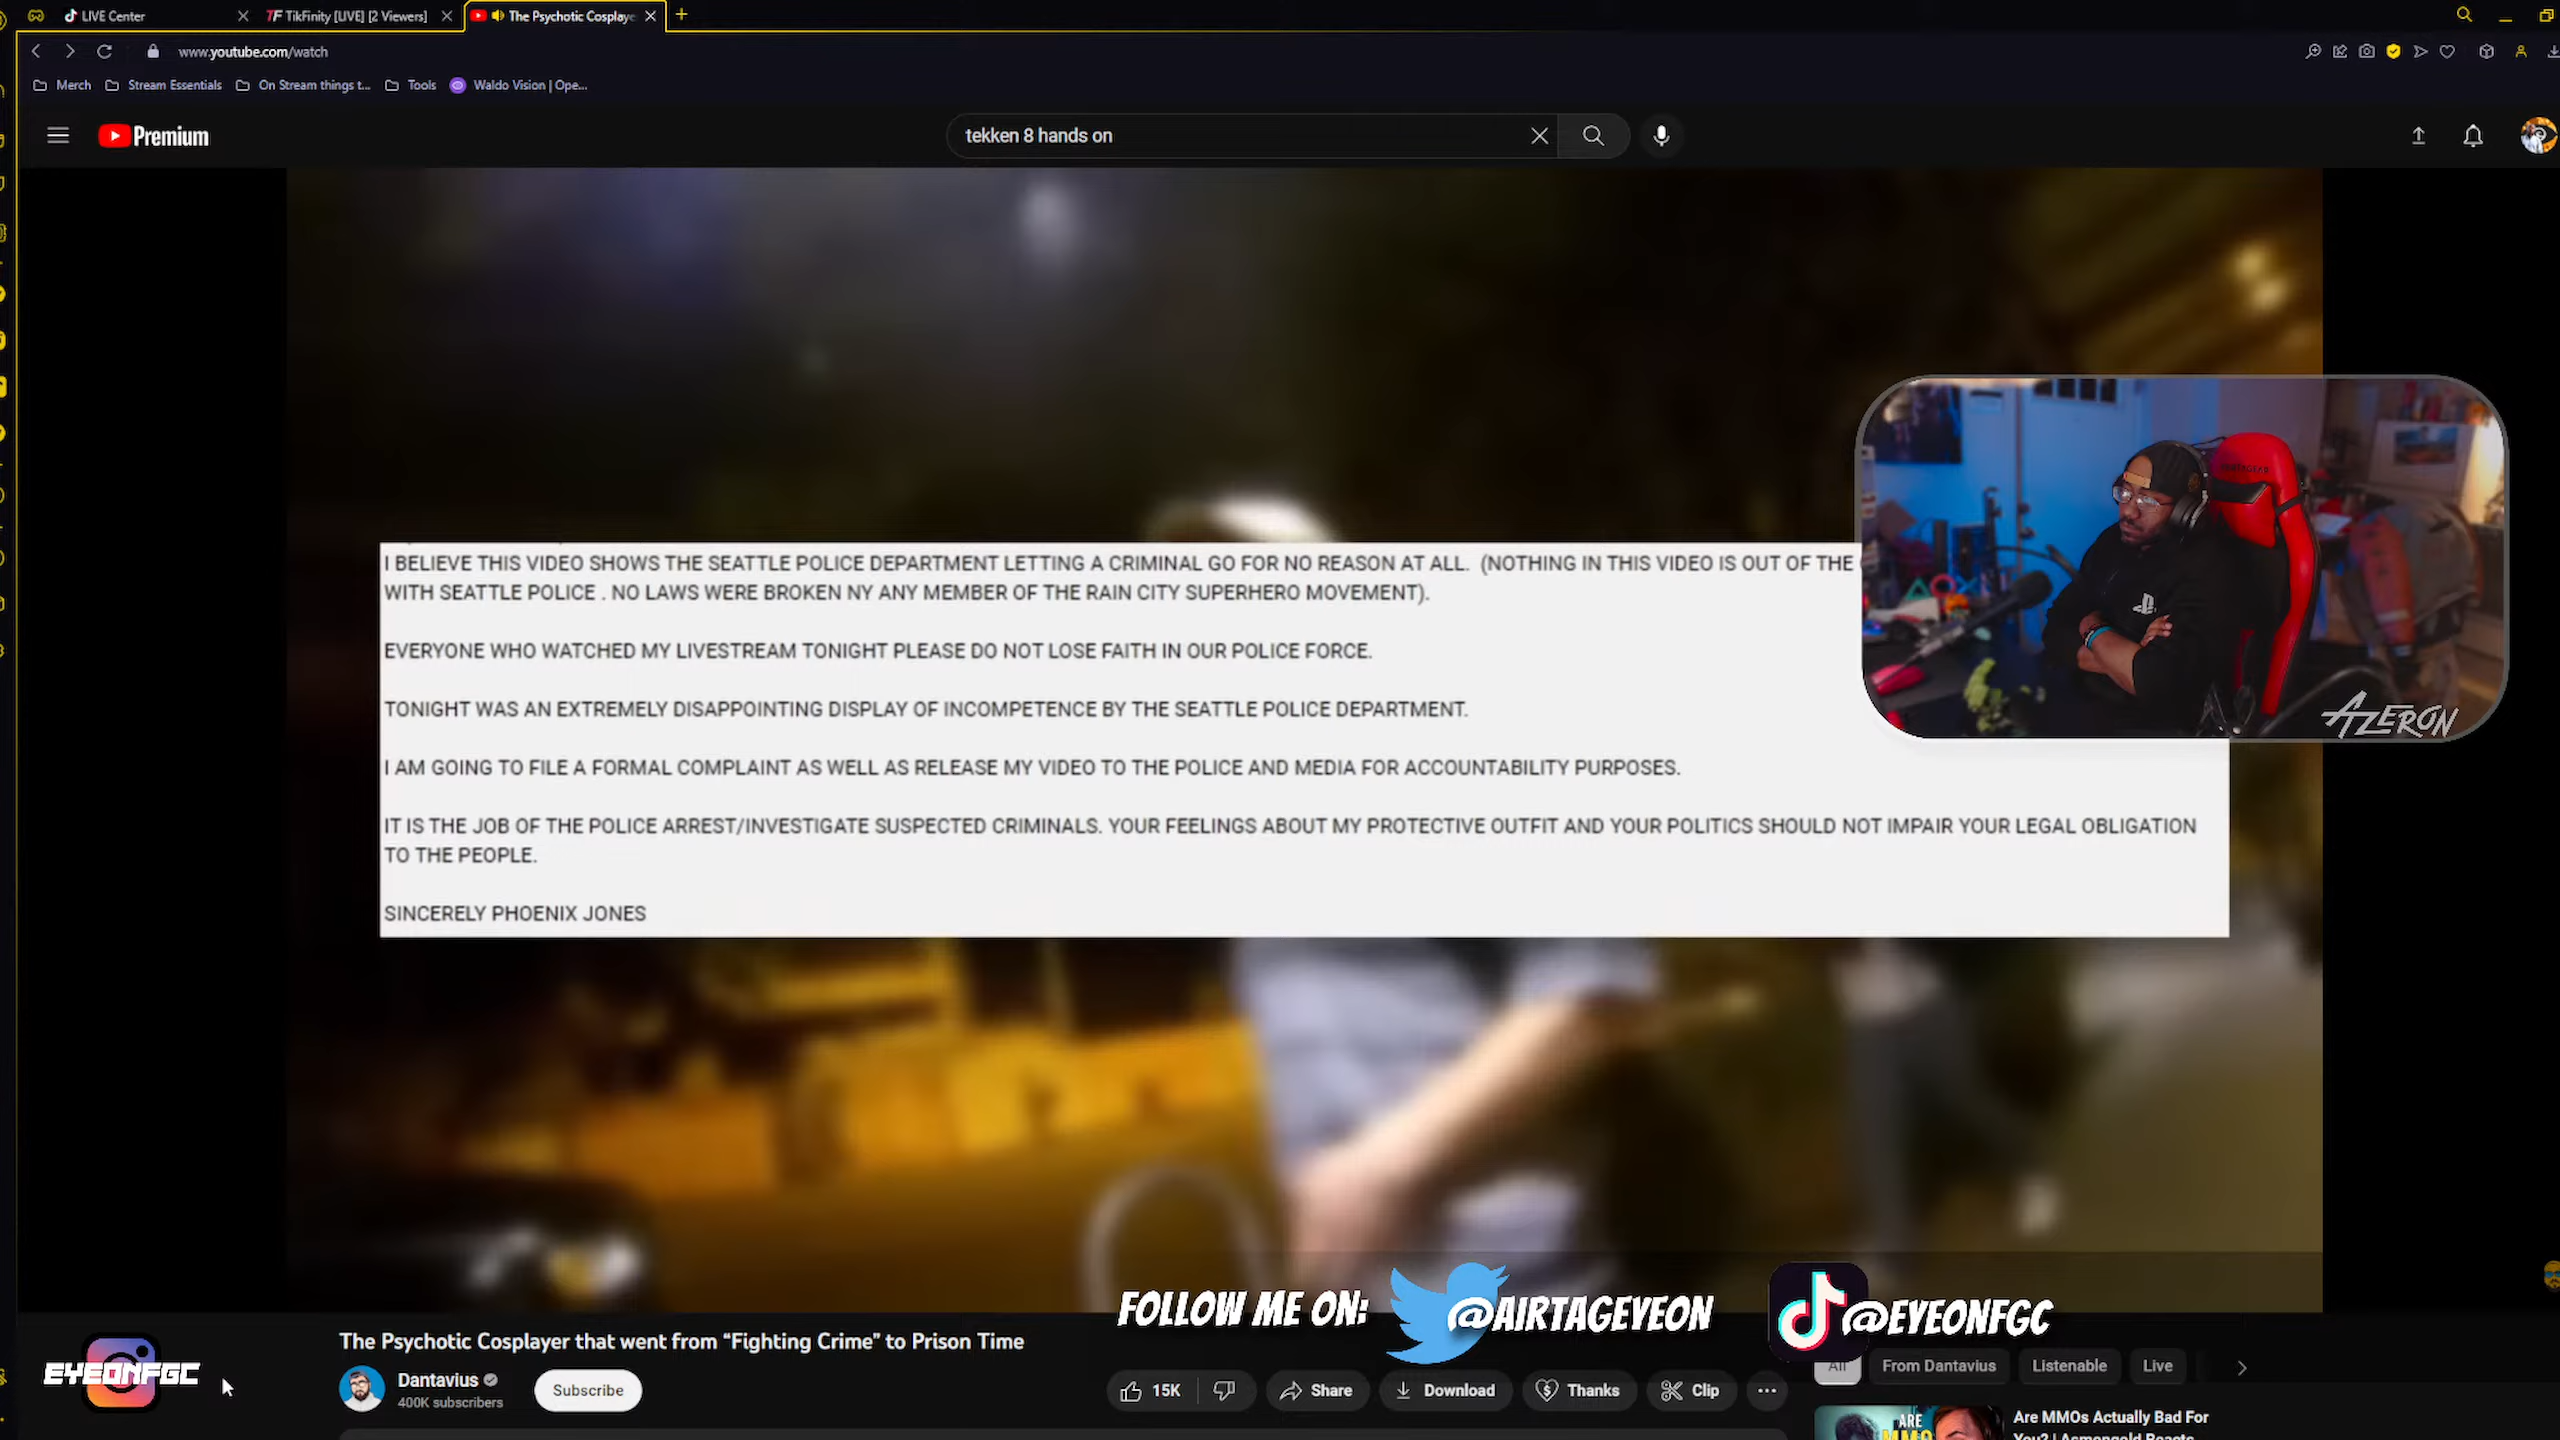 LIVE Center
TikFinity [LIVE] [2 Viewers]
The Psychotic Cosplaye
www.youtube.com/watch
Merch
Stream Essentials
On Stream things t...
Tools
Waldo Vision | Ope...
Premium
tekken 8 hands on
I BELIEVE THIS VIDEO SHOWS THE SEATTLE POLICE DEPARTMENT LETTING A CRIMINAL GO FOR NO REASON AT ALL. (NOTHING IN THIS VIDEO IS OUT OF THE
WITH SEATTLE POLICE . NO LAWS WERE BROKEN NY ANY MEMBER OF THE RAIN CITY SUPERHERO MOVEMENT).
EVERYONE WHO WATCHED MY LIVESTREAM TONIGHT PLEASE DO NOT LOSE FAITH IN OUR POLICE FORCE.
TONIGHT WAS AN EXTREMELY DISAPPOINTING DISPLAY OF INCOMPETENCE BY THE SEATTLE POLICE DEPARTMENT.
I AM GOING TO FILE A FORMAL COMPLAINT AS WELL AS RELEASE MY VIDEO TO THE POLICE AND MEDIA FOR ACCOUNTABILITY PURPOSES.
IT IS THE JOB OF THE POLICE ARREST/INVESTIGATE SUSPECTED CRIMINALS. YOUR FEELINGS ABOUT MY PROTECTIVE OUTFIT AND YOUR POLITICS SHOULD NOT IMPAIR YOUR LEGAL OBLIGATION
TO THE PEOPLE.
SINCERELY PHOENIX JONES
AZERON
FOLLOW ME ON:
@AIRTAGEYEON
@EYEONFGC
EYEONFGC
The Psychotic Cosplayer that went from “Fighting Crime” to Prison Time
Dantavius
400K subscribers
Subscribe
15K
Share
Download
Thanks
Clip
All
From Dantavius
Listenable
Live
ARE
Are MMOs Actually Bad For
You? | Asmongold Reacts